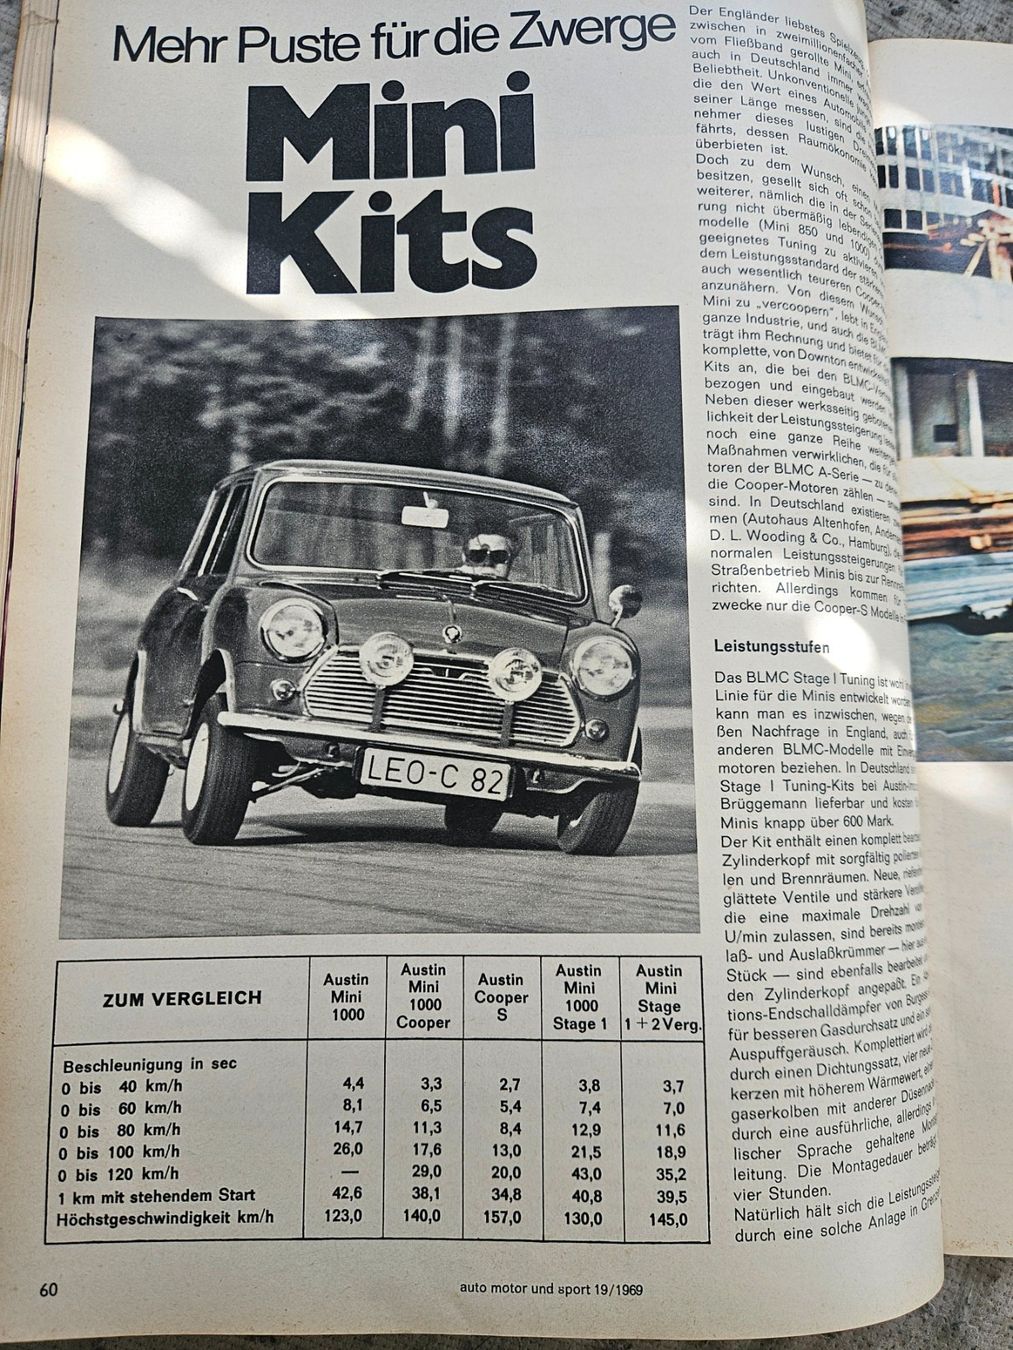 Mehr Puste für die Zwerge
Mini
Kits
LEO-C 82
ZUM VERGLEICH | Austin Mini 1000 | Austin Mini 1000 Cooper | Austin Cooper S | Austin Mini 1000 Stage 1 | Austin Mini Stage 1 + 2 Verg.
Beschleunigung in sec
0 bis 40 km/h 4,4 3,3 2,7 3,8 3,7
0 bis 60 km/h 8,1 6,5 5,4 7,4 7,0
0 bis 80 km/h 14,7 11,3 8,4 12,9 11,6
0 bis 100 km/h 26,0 17,6 13,0 21,5 18,9
0 bis 120 km/h — 29,0 20,0 43,0 35,2
1 km mit stehendem Start 42,6 38,1 34,8 40,8 39,5
Höchstgeschwindigkeit km/h 123,0 140,0 157,0 130,0 145,0
Der Engländer liebstes
zwischen in zweimillionenfacher
vom Fließband gerollte Mini,
auch in Deutschland immer
Beliebtheit. Unkonventionelle
die den Wert eines Automobils
seiner Länge messen, sind die
nehmer dieses lustigen
fährts, dessen Raumökonomie
überbieten ist.
Doch zu dem Wunsch, einen
besitzen, gesellt sich oft schon
weiterer, nämlich die in der
rung nicht übermäßig
modelle (Mini 850 und 1000)
geeignetes Tuning zu aktivieren
dem Leistungsstandard der
auch wesentlich teureren
anzunähern. Von diesem
Mini zu „vercoopern", lebt in
ganze Industrie, und auch die
trägt ihm Rechnung und bietet
komplette, von Downton
Kits an, die bei den
bezogen und eingebaut werden
Neben dieser werksseitig
lichkeit der Leistungssteigerung
noch eine ganze Reihe
Maßnahmen verwirklichen, die
toren der BLMC A-Serie — zu
die Cooper-Motoren zählen —
sind. In Deutschland existieren
men (Autohaus Altenhofen,
D. L. Wooding & Co., Hamburg),
normalen Leistungssteigerungen
Straßenbetrieb Minis bis zur
richten. Allerdings kommen
zwecke nur die Cooper-S Modelle
Leistungsstufen
Das BLMC Stage I Tuning ist wohl
Linie für die Minis entwickelt worden
kann man es inzwischen, wegen
ßen Nachfrage in England, auch
anderen BLMC-Modelle mit
motoren beziehen. In Deutschland
Stage I Tuning-Kits bei
Brüggemann lieferbar und kosten
Minis knapp über 600 Mark.
Der Kit enthält einen komplett
Zylinderkopf mit sorgfältig
len und Brennräumen. Neue,
glättete Ventile und stärkere
die eine maximale Drehzahl
U/min zulassen, sind bereits
laß- und Auslaßkrümmer — hier
Stück — sind ebenfalls bearbeitet
den Zylinderkopf angepaßt. Ein
tions-Endschalldämpfer von
für besseren Gasdurchsatz und ein
Auspuffgeräusch. Komplettiert wird
durch einen Dichtungssatz, vier
kerzen mit höherem Wärmewert,
gaserkolben mit anderer
durch eine ausführliche, allerdings
lischer Sprache gehaltene
leitung. Die Montagedauer beträgt
vier Stunden.
Natürlich hält sich die
durch eine solche Anlage in
60
auto motor und sport 19/1969